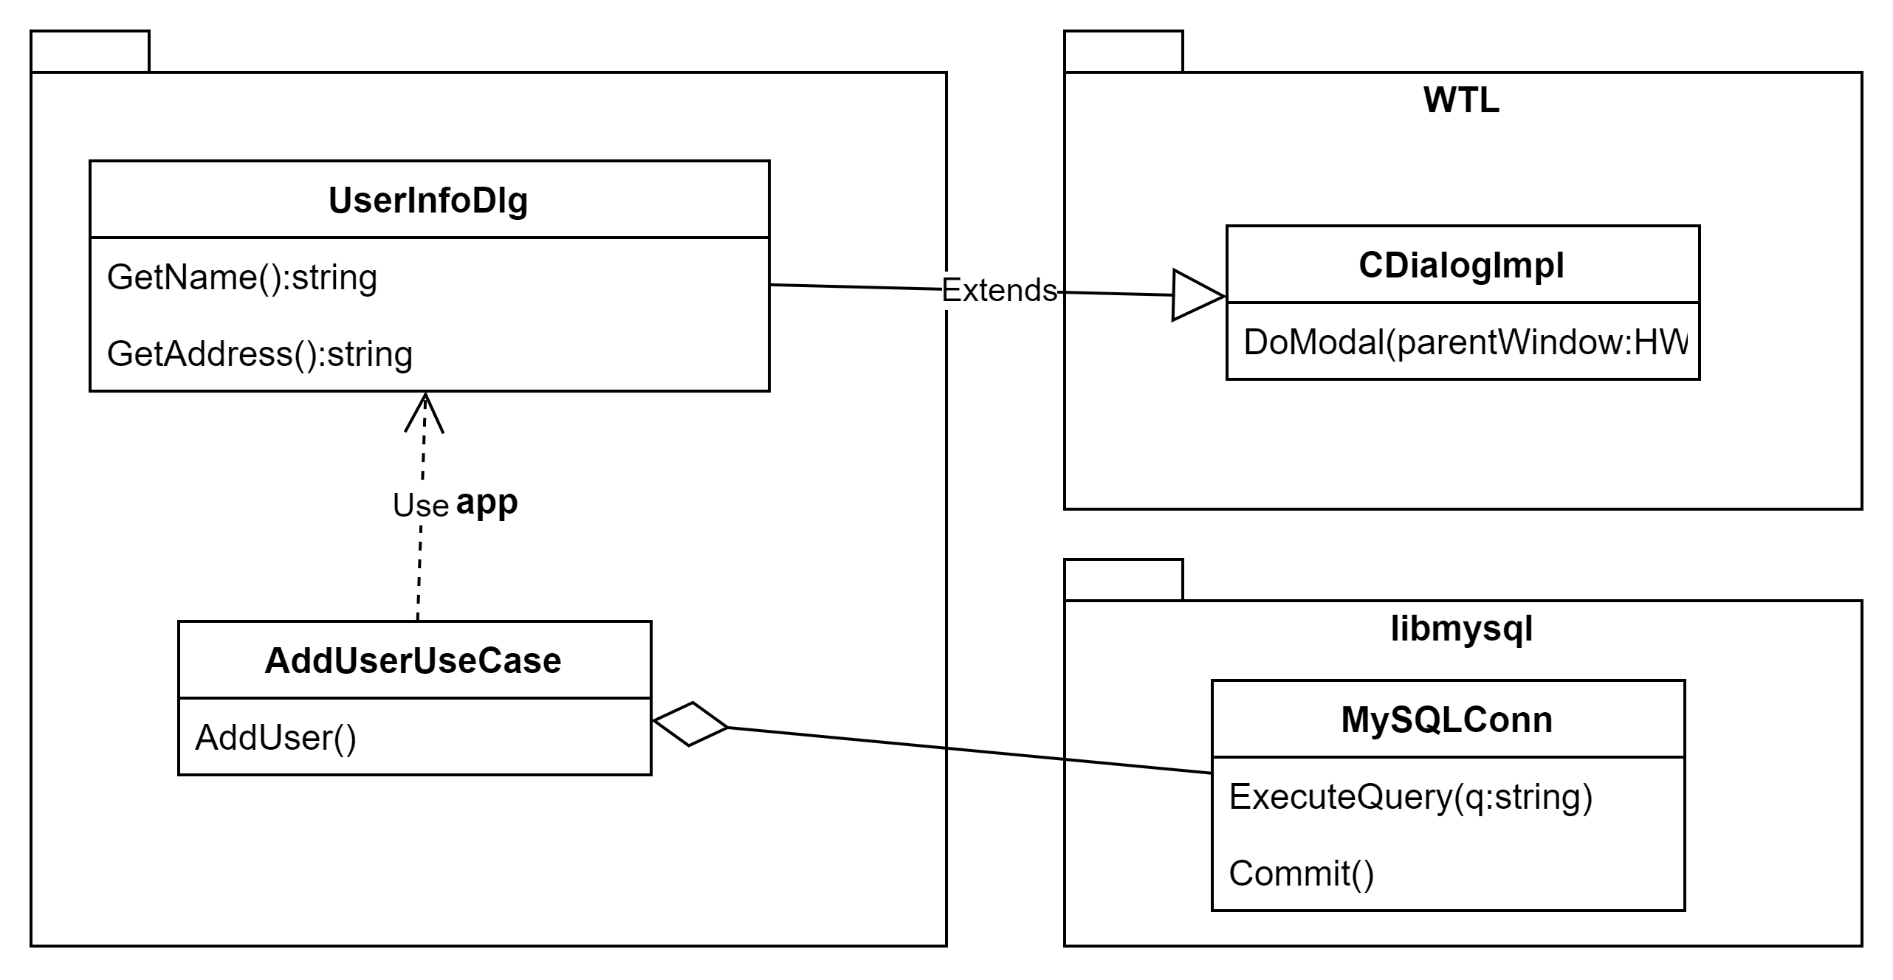 UserInfoDlg
GetName():string
GetAddress():string
Use app
AddUserUseCase
AddUser()
Extends
WTL
CDialogImpl
DoModal(parentWindow:HW
libmysql
MySQLConn
ExecuteQuery(q:string)
Commit()